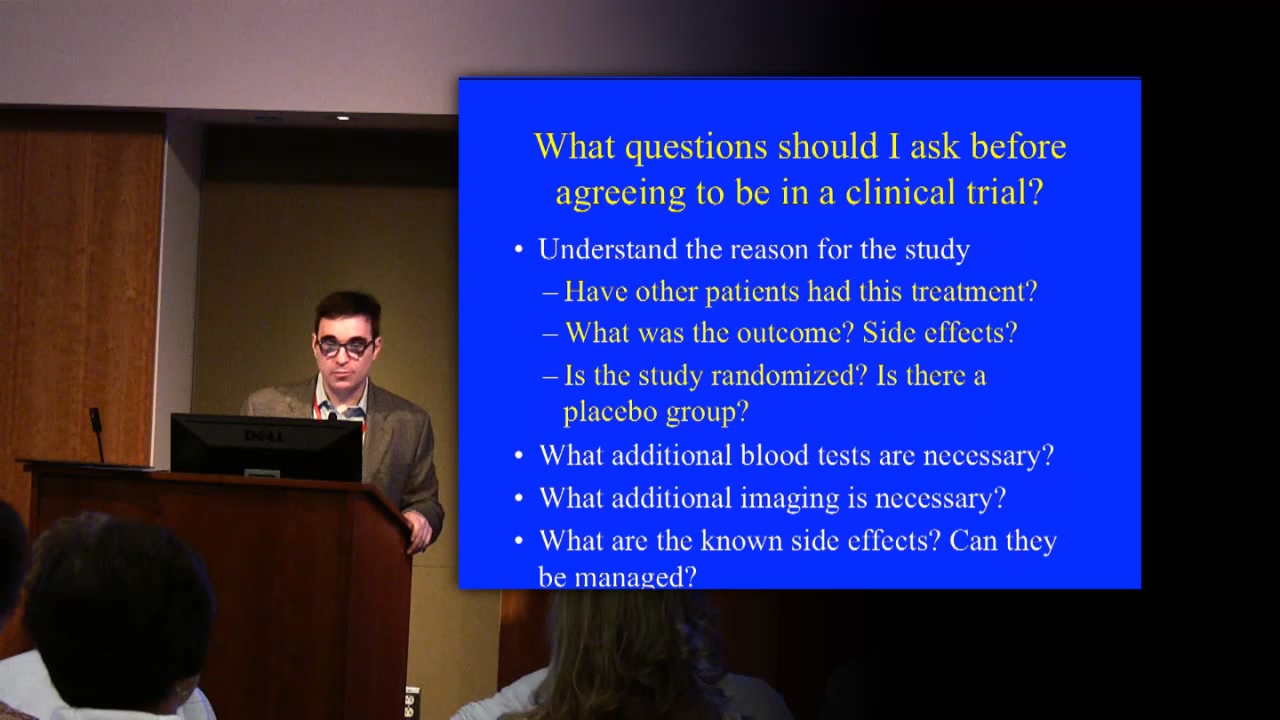 What questions should I ask before
agreeing to be in a clinical trial?
• Understand the reason for the study
– Have other patients had this treatment?
– What was the outcome? Side effects?
– Is the study randomized? Is there a
placebo group?
• What additional blood tests are necessary?
• What additional imaging is necessary?
• What are the known side effects? Can they
be managed?
DELL